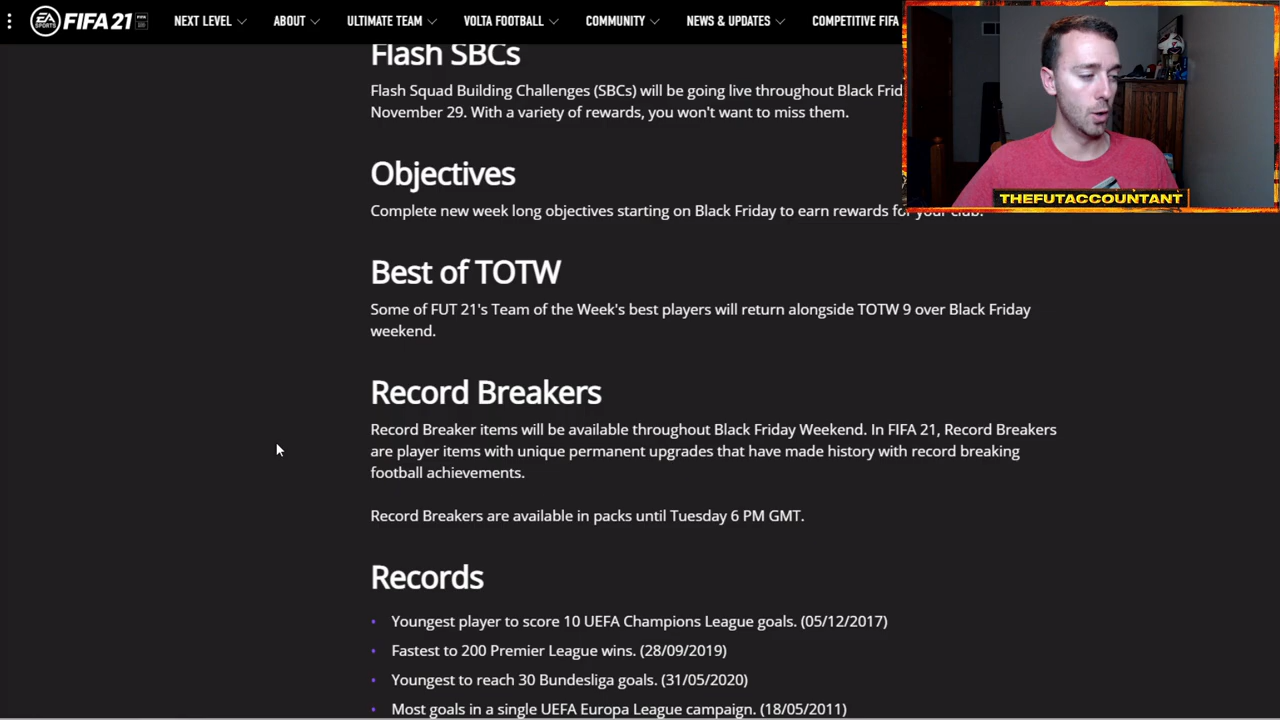 EA SPORTS FIFA 21 NEXT LEVEL ABOUT ULTIMATE TEAM VOLTA FOOTBALL COMMUNITY NEWS & UPDATES COMPETITIVE FIFA
Flash SBCs
Flash Squad Building Challenges (SBCs) will be going live throughout Black Frid
November 29. With a variety of rewards, you won't want to miss them.
Objectives
Complete new week long objectives starting on Black Friday to earn rewards for your club.
THEFUTACCOUNTANT
Best of TOTW
Some of FUT 21's Team of the Week's best players will return alongside TOTW 9 over Black Friday
weekend.
Record Breakers
Record Breaker items will be available throughout Black Friday Weekend. In FIFA 21, Record Breakers
are player items with unique permanent upgrades that have made history with record breaking
football achievements.
Record Breakers are available in packs until Tuesday 6 PM GMT.
Records
• Youngest player to score 10 UEFA Champions League goals. (05/12/2017)
• Fastest to 200 Premier League wins. (28/09/2019)
• Youngest to reach 30 Bundesliga goals. (31/05/2020)
• Most goals in a single UEFA Europa League campaign. (18/05/2011)